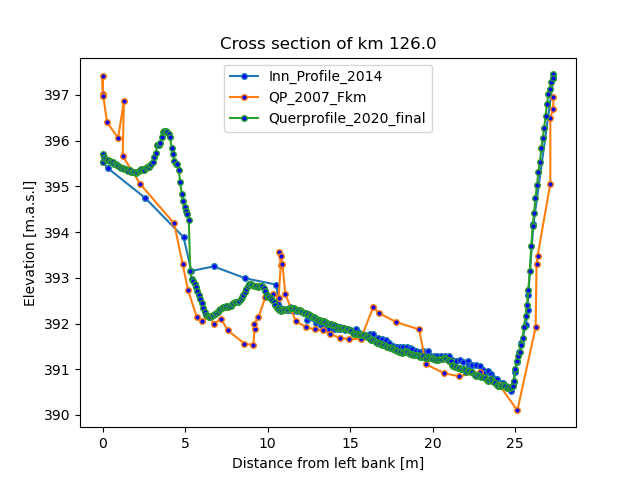 Cross section of km 126.0
Inn_Profile_2014
QP_2007_Fkm
Querprofile_2020_final
Elevation [m.a.s.l]
397
396
395
394
393
392
391
390
0
5
10
15
20
25
Distance from left bank [m]